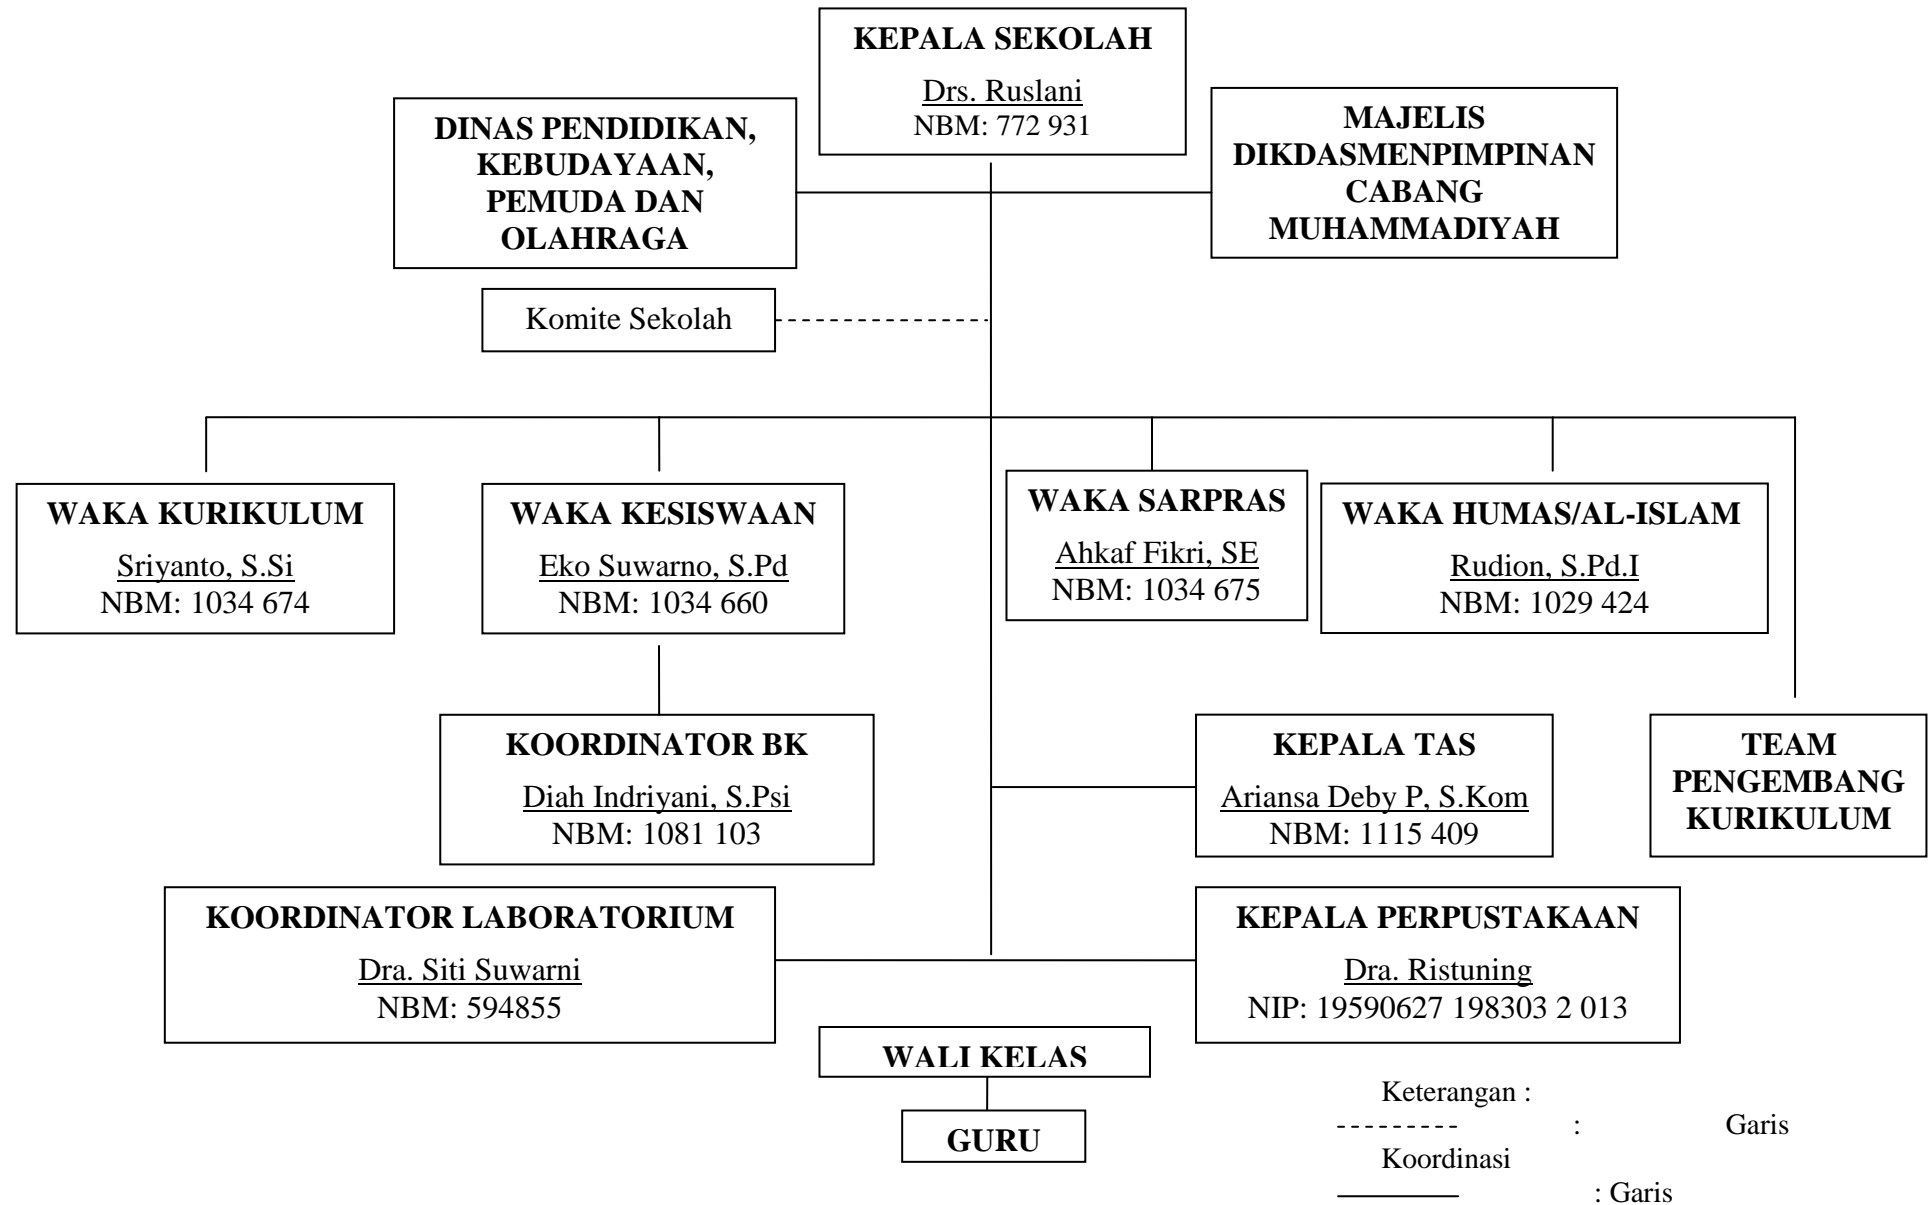 KEPALA SEKOLAH
Drs. Ruslani
NBM: 772 931
DINAS PENDIDIKAN,
KEBUDAYAAN,
PEMUDA DAN
OLAHRAGA
MAJELIS
DIKDASMENPIMPINAN
CABANG
MUHAMMADIYAH
Komite Sekolah
WAKA KURIKULUM
Sriyanto, S.Si
NBM: 1034 674
WAKA KESISWAAN
Eko Suwarno, S.Pd
NBM: 1034 660
WAKA SARPRAS
Ahkaf Fikri, SE
NBM: 1034 675
WAKA HUMAS/AL-ISLAM
Rudion, S.Pd.I
NBM: 1029 424
KOORDINATOR BK
Diah Indriyani, S.Psi
NBM: 1081 103
KEPALA TAS
Ariansa Deby P, S.Kom
NBM: 1115 409
TEAM
PENGEMBANG
KURIKULUM
KOORDINATOR LABORATORIUM
Dra. Siti Suwarni
NBM: 594855
KEPALA PERPUSTAKAAN
Dra. Ristuning
NIP: 19590627 198303 2 013
WALI KELAS
GURU
Keterangan :
: Garis
Koordinasi
: Garis